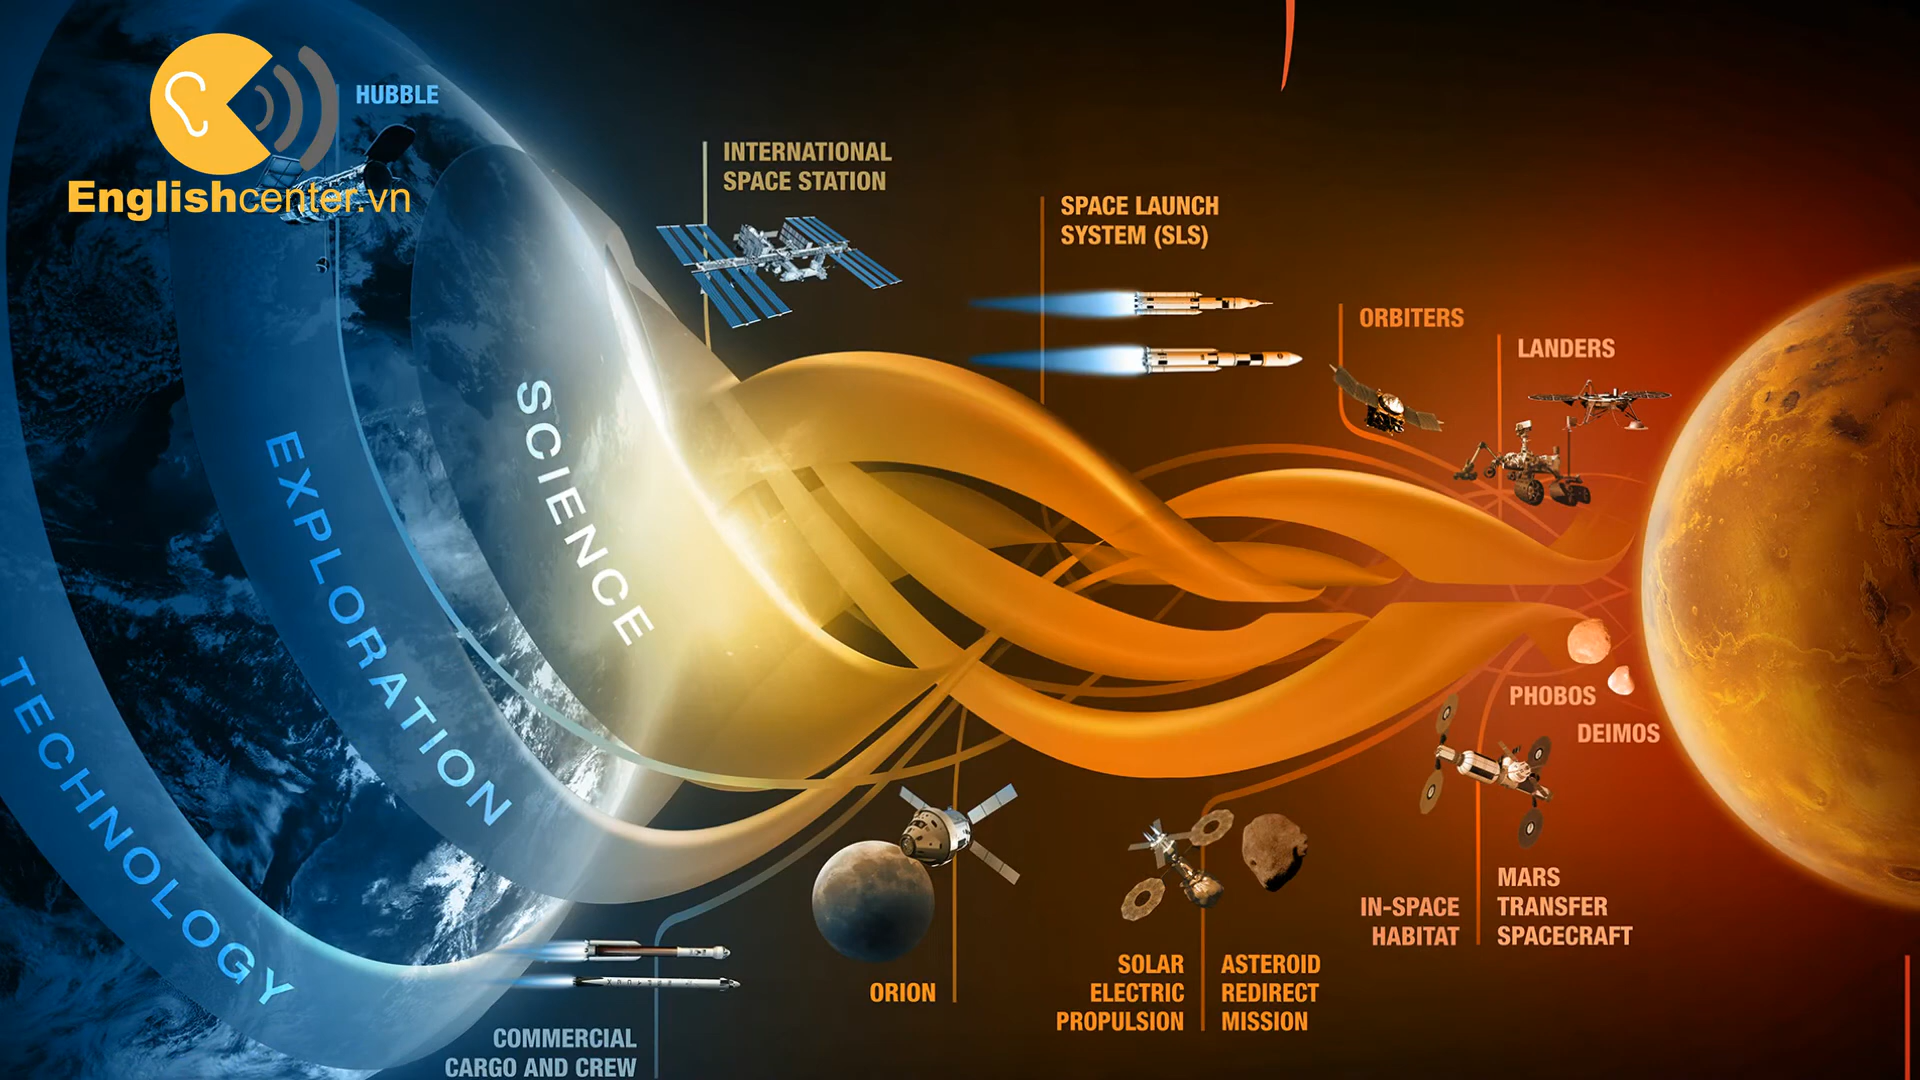 HUBBLE
Englishcenter.vn
INTERNATIONAL
SPACE STATION
SPACE LAUNCH
SYSTEM (SLS)
ORBITERS
LANDERS
SCIENCE
EXPLORATION
TECHNOLOGY
PHOBOS
DEIMOS
MARS
TRANSFER
SPACECRAFT
IN-SPACE
HABITAT
SOLAR
ELECTRIC
PROPULSION
ASTEROID
REDIRECT
MISSION
ORION
COMMERCIAL
CARGO AND CREW